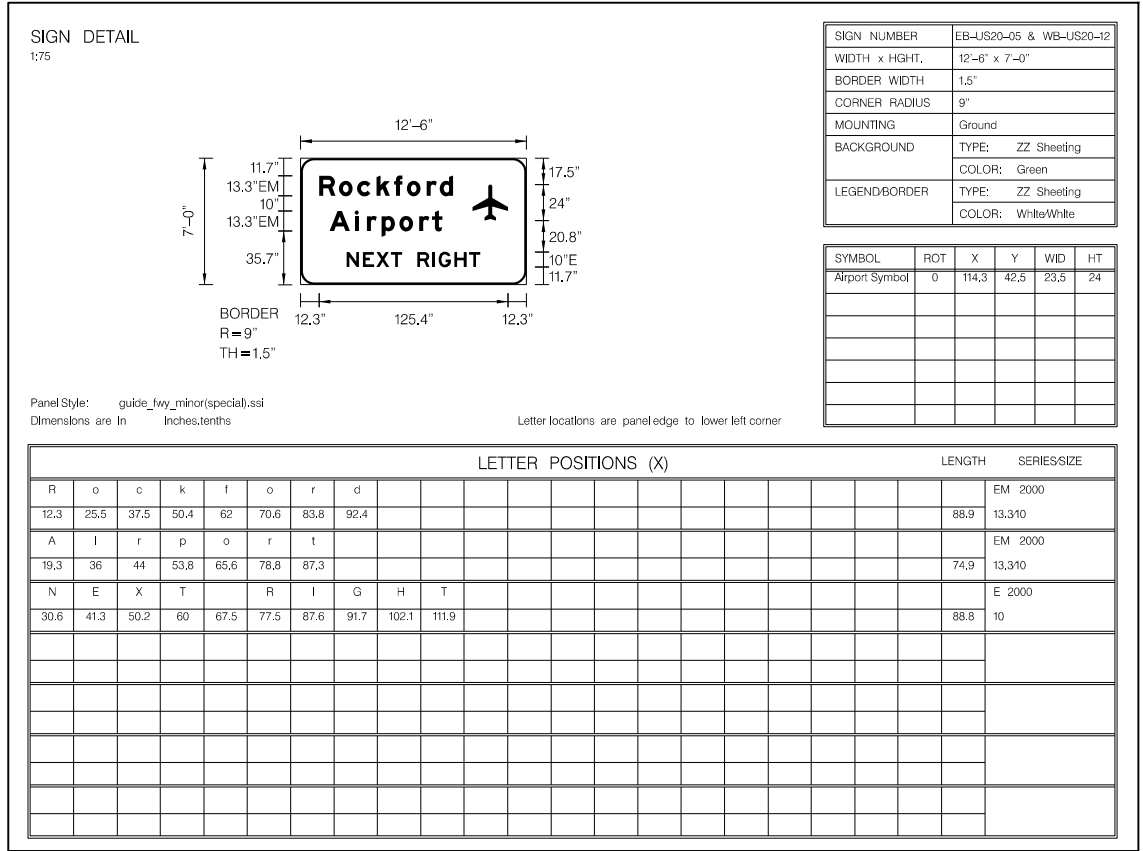 SIGN DETAIL
1:75
12'–6"
7'–0"
11.7"
13.3"EM
10"
13.3"EM
35.7"
Rockford
Airport
NEXT RIGHT
17.5"
24"
20.8"
10"E
11.7"
12.3" 125.4" 12.3"
BORDER
R=9"
TH=1.5"
Panel Style: guide_fwy_minor(special).ssi
Dimensions are in inches.tenths
Letter locations are panel edge to lower left corner
SIGN NUMBER EB–US20–05 & WB–US20–12
WIDTH x HGHT. 12'–6" x 7'–0"
BORDER WIDTH 1.5"
CORNER RADIUS 9"
MOUNTING Ground
BACKGROUND TYPE: ZZ Sheeting
COLOR: Green
LEGEND/BORDER TYPE: ZZ Sheeting
COLOR: White/White
SYMBOL ROT X Y WID HT
Airport Symbol 0 114.3 42.5 23.5 24
LETTER POSITIONS (X) LENGTH SERIES/SIZE
R o c k f o r d EM 2000
12.3 25.5 37.5 50.4 62 70.6 83.8 92.4 88.9 13.3/10
A i r p o r t EM 2000
19.3 36 44 53.8 65.6 78.8 87.3 74.9 13.3/10
N E X T R I G H T E 2000
30.6 41.3 50.2 60 67.5 77.5 87.6 91.7 102.1 111.9 88.8 10